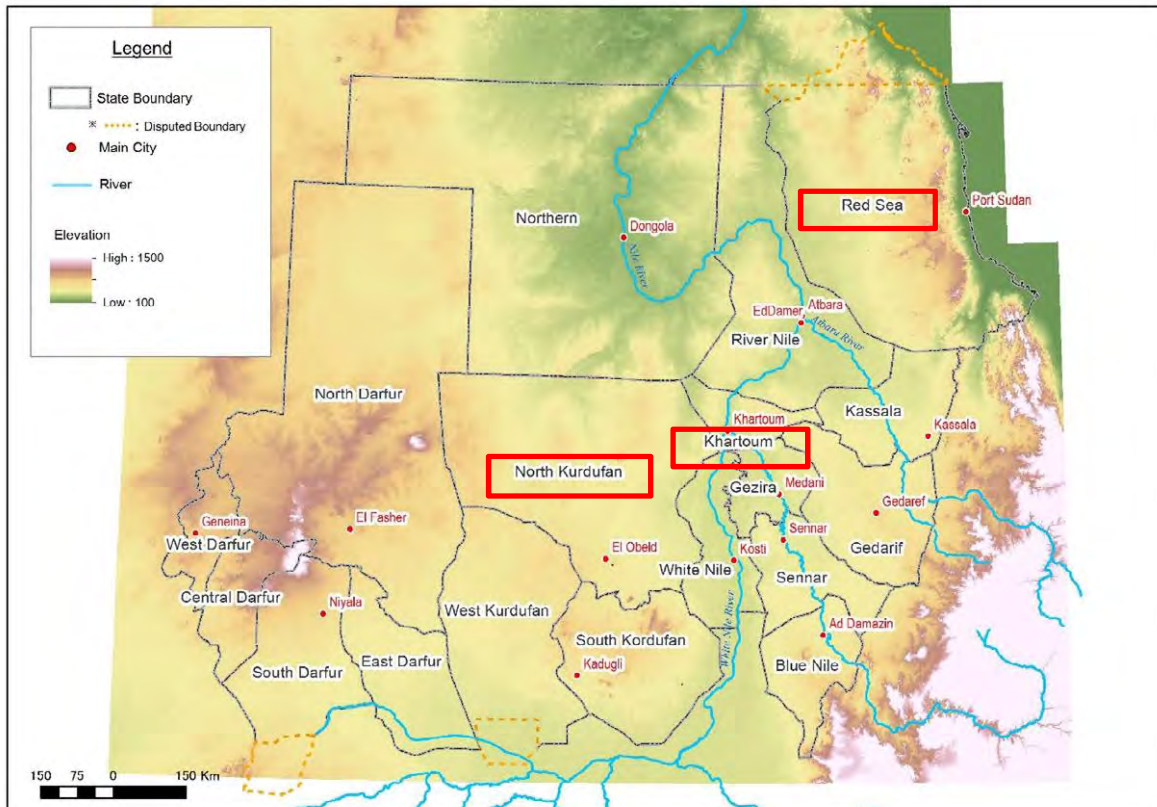 Legend
State Boundary
* : Disputed Boundary
Main City
River
Elevation
High : 1500
Low : 100
Northern
Dongola
Nile River
Red Sea
Port Sudan
Atbara
EdDamer
Atbara River
River Nile
North Darfur
Kassala
Kassala
Khartoum
Khartoum
North Kurdufan
Gezira
Medani
Gedaref
Geneina
El Fasher
West Darfur
Sennar
Gedarif
El Obeid
White Nile
Kosti
Central Darfur
Sennar
Niyala
West Kurdufan
South Kordufan
Ad Damazin
White Nile River
East Darfur
South Darfur
Kadugli
Blue Nile
150 75 0 150 Km